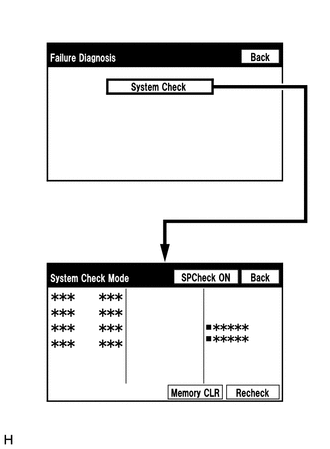 Failure Diagnosis Back
System Check
System Check Mode SPCheck ON Back
*** ***
*** ***
*** ***
*** ***
■*****
■*****
Memory CLR Recheck
H